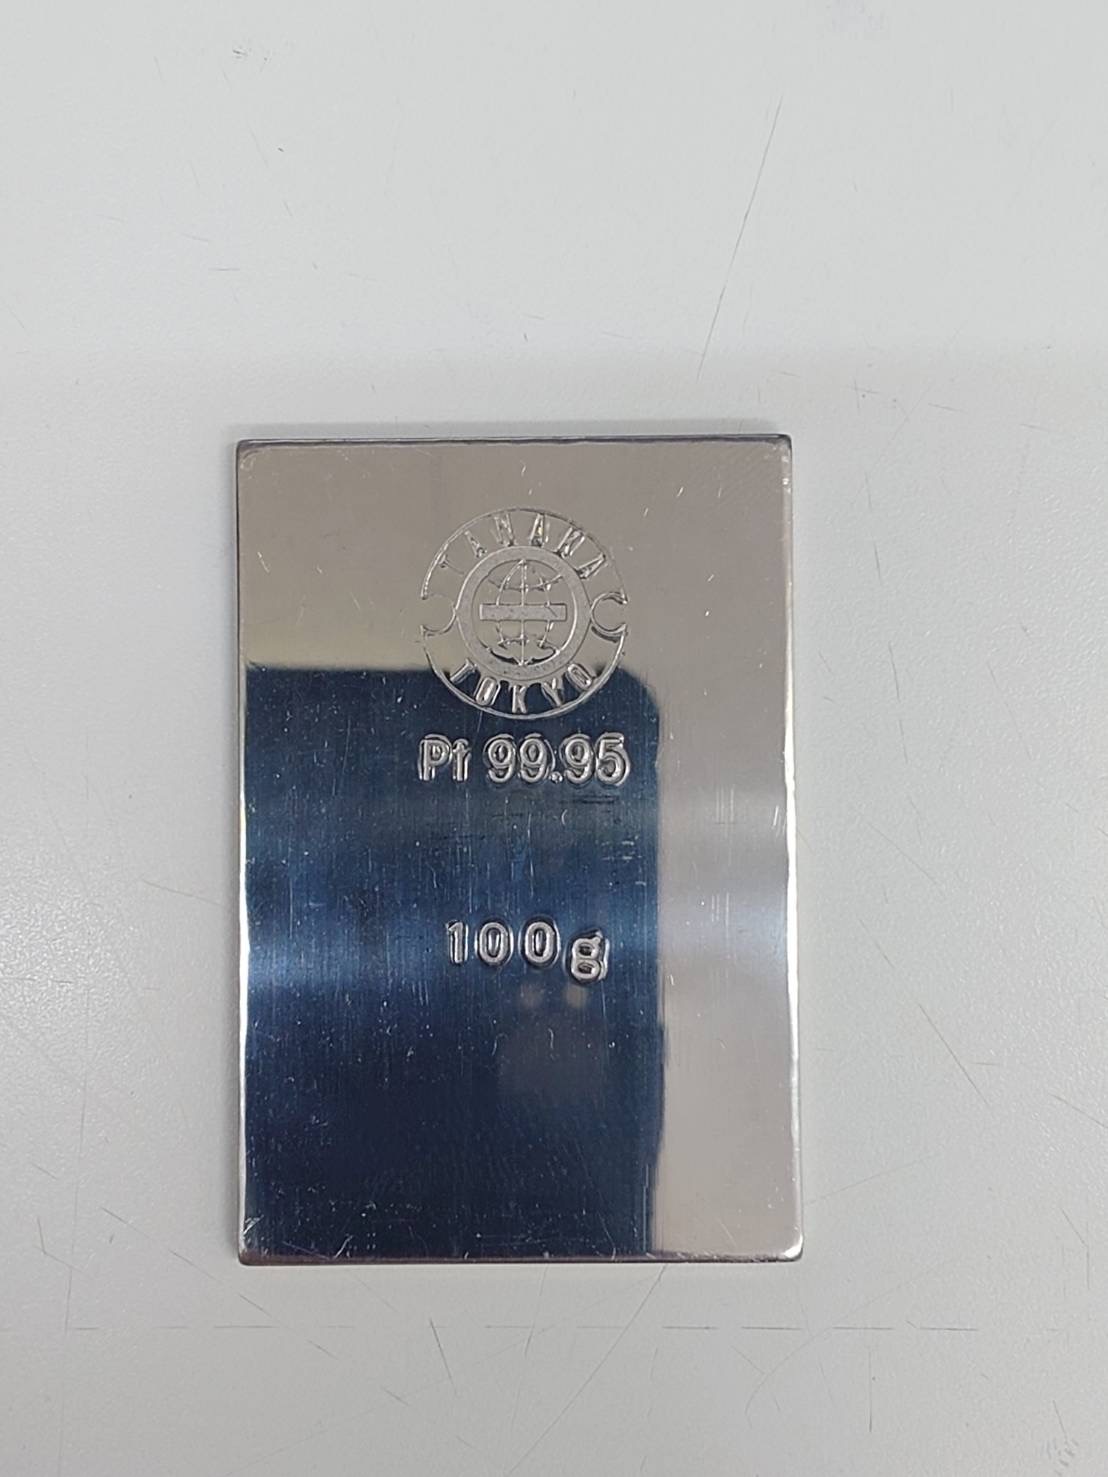 TANAKA
TOKYO
Pt 99.95
100g